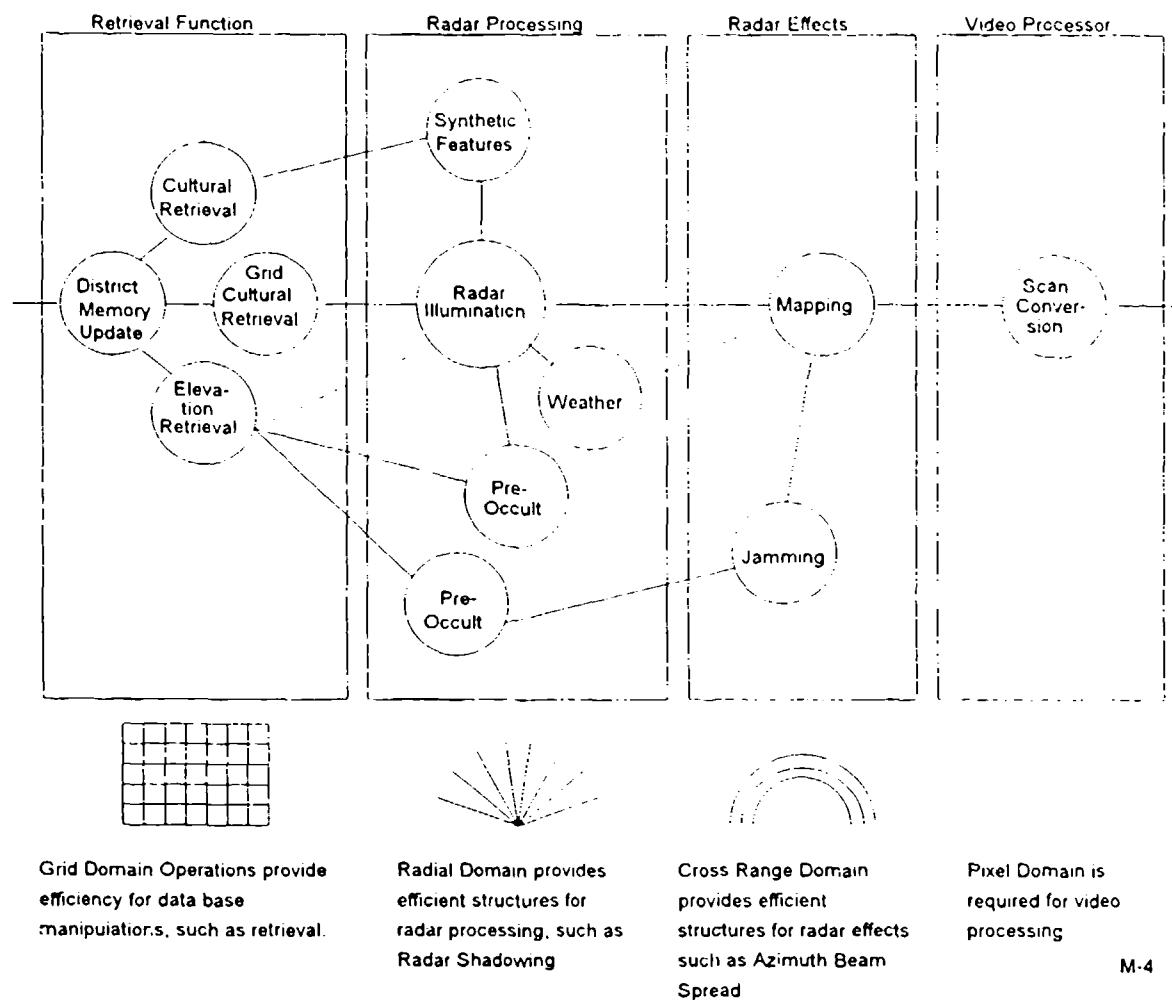 Retrieval Function
Radar Processing
Radar Effects
Video Processor
Synthetic
Features
Cultural
Retrieval
District
Memory
Update
Grid
Cultural
Retrieval
Radar
Illumination
Mapping
Scan
Conver-
sion
Eleva-
tion
Retrieval
Weather
Pre-
Occult
Jamming
Pre-
Occult
Grid Domain Operations provide
efficiency for data base
manipulations, such as retrieval.
Radial Domain provides
efficient structures for
radar processing, such as
Radar Shadowing
Cross Range Domain
provides efficient
structures for radar effects
such as Azimuth Beam
Spread
Pixel Domain is
required for video
processing
M-4